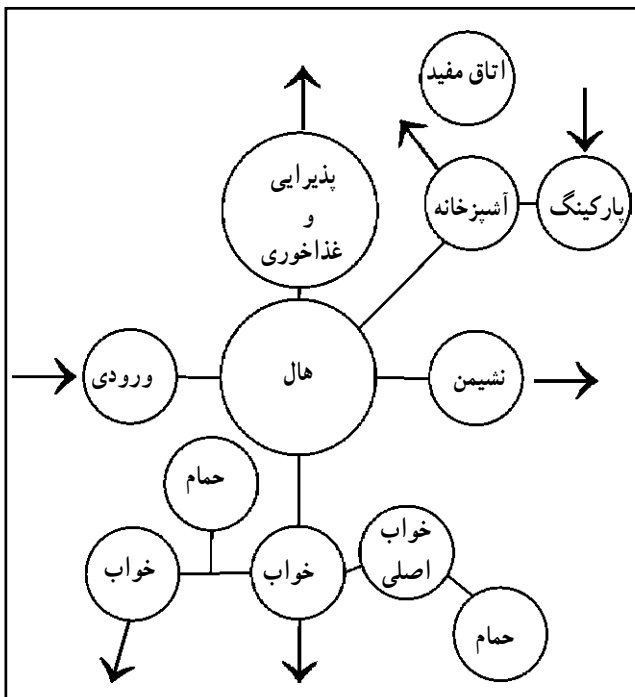 اتاق مفید
پذیرایی
و
غذاخوری
آشپزخانه
پارکینگ
ورودی
هال
نشیمن
حمام
خواب
خواب
خواب
اصلی
حمام